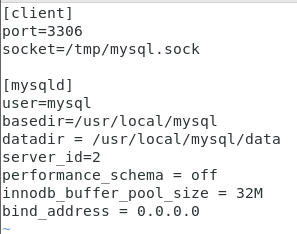 [client]
port=3306
socket=/tmp/mysql.sock

[mysqld]
user=mysql
basedir=/usr/local/mysql
datadir = /usr/local/mysql/data
server_id=2
performance_schema = off
innodb_buffer_pool_size = 32M
bind_address = 0.0.0.0
~